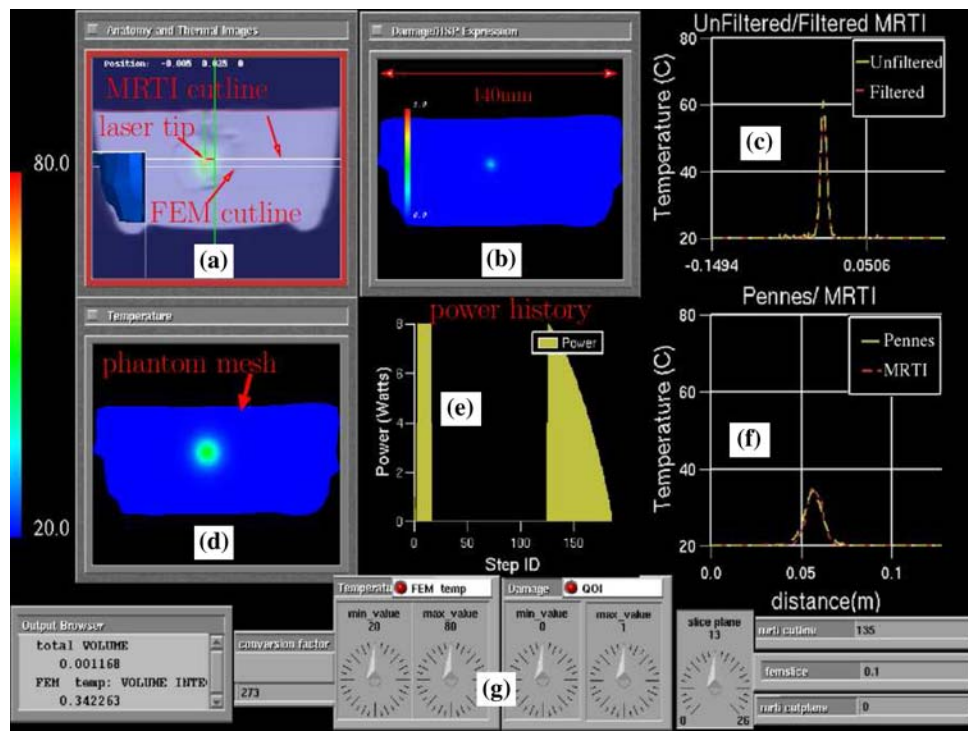 Anatomy and Thermal Images
Position: -0.005 0.025 0
MRTI cutline
laser tip
FEM cutline
(a)
Damage/HSP Expression
140mm
1.0
0.0
(b)
UnFiltered/Filtered MRTI
80
60
40
20
Temperature (C)
Unfiltered
Filtered
(c)
-0.1494
0.0506
80.0
20.0
Temperature
phantom mesh
(d)
power history
8
6
4
2
0
Power (Watts)
Power
(e)
0
50
100
150
Step ID
Pennes/ MRTI
80
60
40
20
Temperature (C)
Pennes
MRTI
(f)
0.0
0.05
0.1
distance(m)
Output Browser
total VOLUME
0.001168
FEM temp: VOLUME INTE
0.342263
conversion factor
273
Temperatu
FEM temp
min_value
20
max_value
80
Damage
QOI
min_value
0
max_value
1
(g)
slice plane
13
0
26
mrti cutline
135
femslice
0.1
mrti cutplane
0